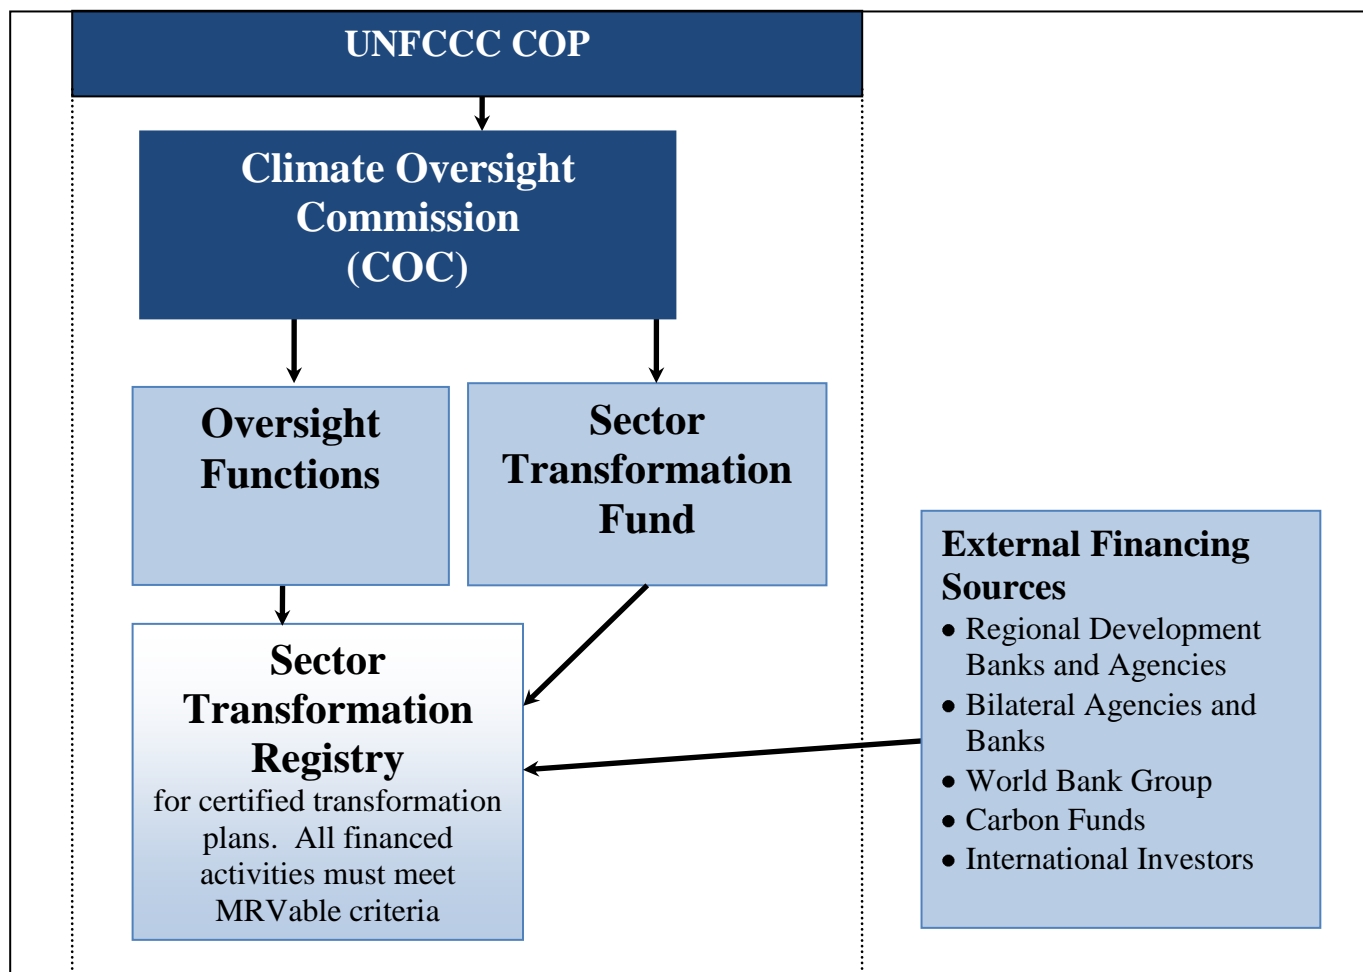 UNFCCC COP
Climate Oversight
Commission
(COC)
Oversight
Functions
Sector
Transformation
Fund
Sector
Transformation
Registry
for certified transformation
plans.  All financed
activities must meet
MRVable criteria
External Financing
Sources
• Regional Development
Banks and Agencies
• Bilateral Agencies and
Banks
• World Bank Group
• Carbon Funds
• International Investors